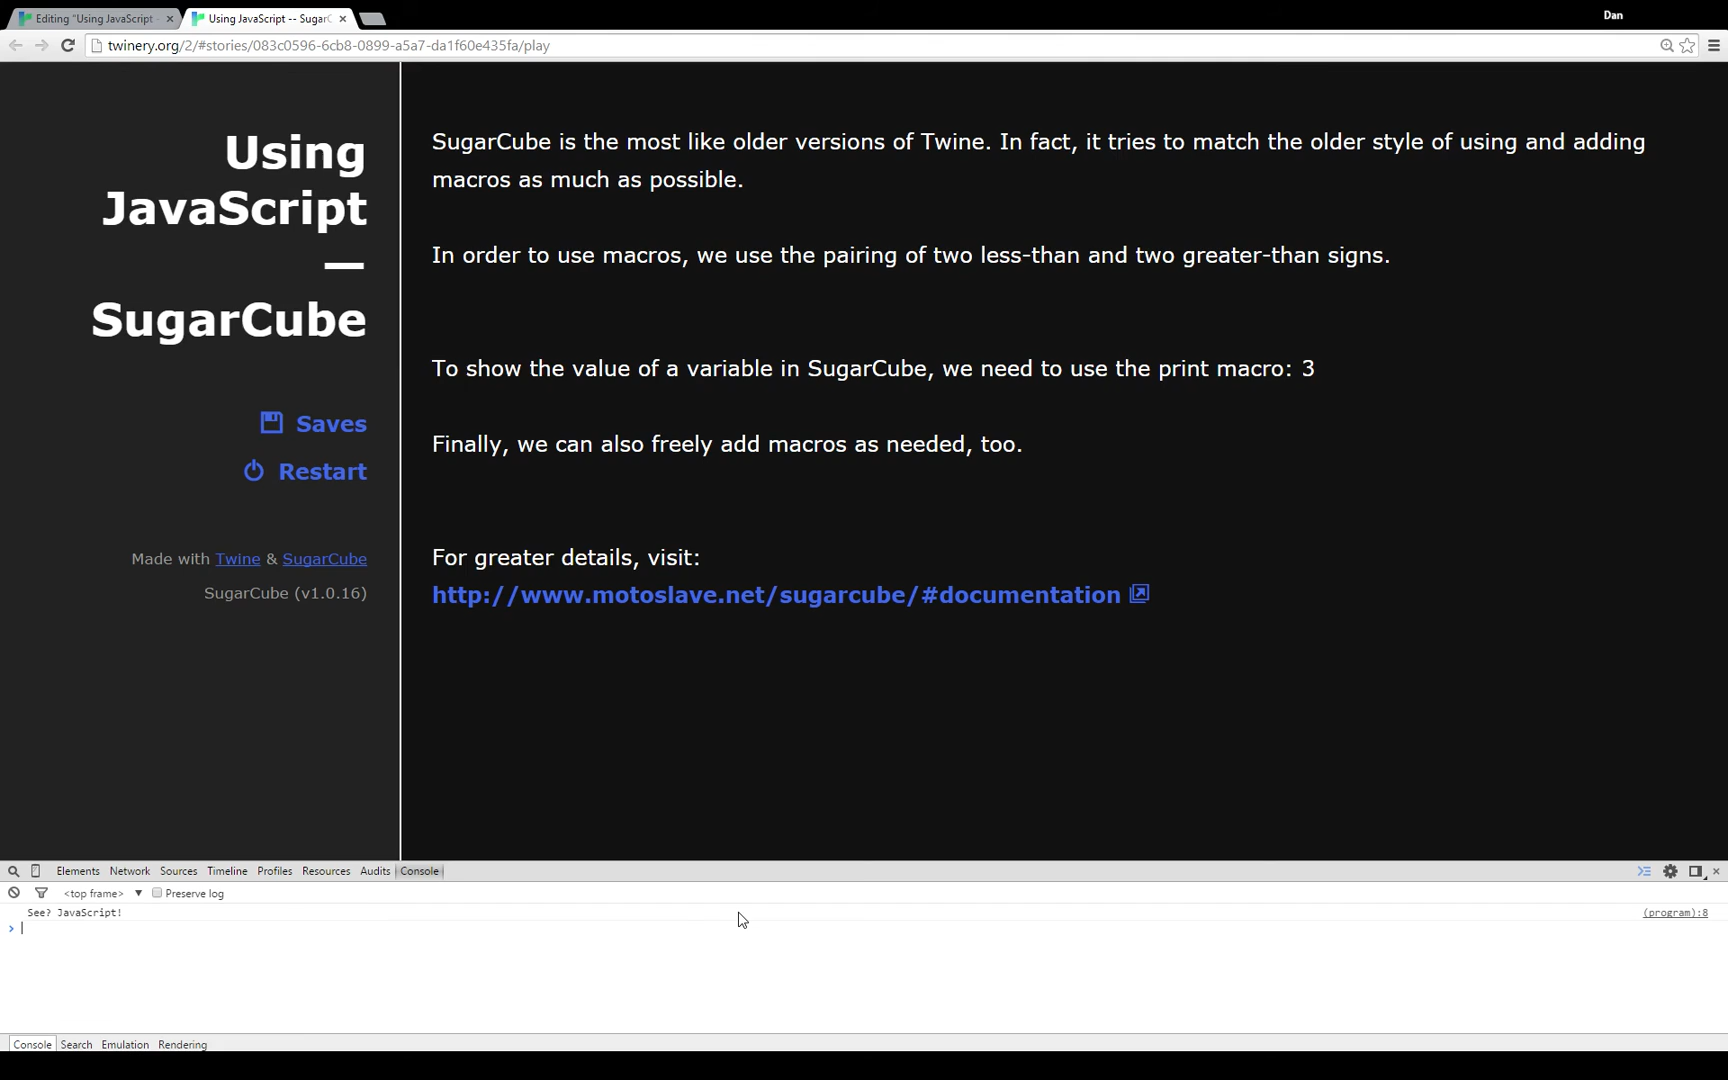 Editing "Using JavaScript -
Using JavaScript -- SugarC
Dan
twinery.org/2/#stories/083c0596-6cb8-0899-a5a7-da1f60e435fa/play
Using
JavaScript
—
SugarCube
Saves
Restart
Made with Twine & SugarCube
SugarCube (v1.0.16)
SugarCube is the most like older versions of Twine. In fact, it tries to match the older style of using and adding
macros as much as possible.
In order to use macros, we use the pairing of two less-than and two greater-than signs.
To show the value of a variable in SugarCube, we need to use the print macro: 3
Finally, we can also freely add macros as needed, too.
For greater details, visit:
http://www.motoslave.net/sugarcube/#documentation
Elements Network Sources Timeline Profiles Resources Audits Console
<top frame> ▼ Preserve log
See? JavaScript! (program):8
>
Console Search Emulation Rendering